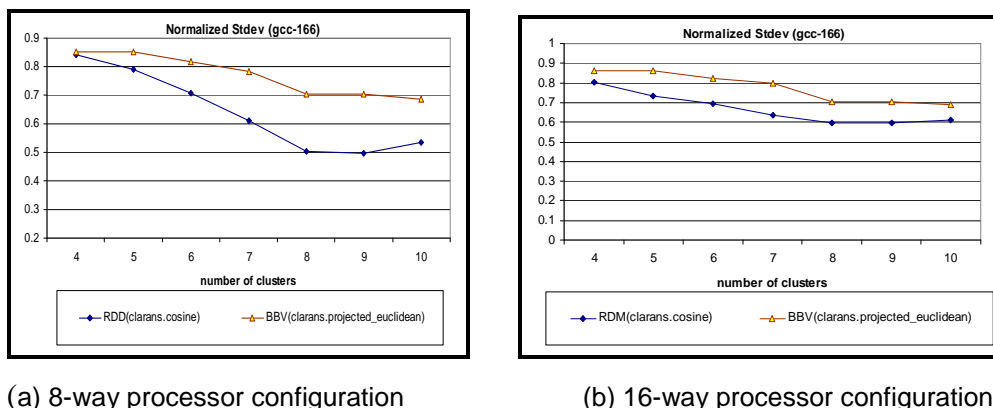 Normalized Stdev (gcc-166)
0.9
0.8
0.7
0.6
0.5
0.4
0.3
0.2
4 5 6 7 8 9 10
number of clusters
RDD(clarans.cosine) BBV(clarans.projected_euclidean)
(a) 8-way processor configuration
Normalized Stdev (gcc-166)
1
0.9
0.8
0.7
0.6
0.5
0.4
0.3
0.2
0.1
0
4 5 6 7 8 9 10
number of clusters
RDM(clarans.cosine) BBV(clarans.projected_euclidean)
(b) 16-way processor configuration